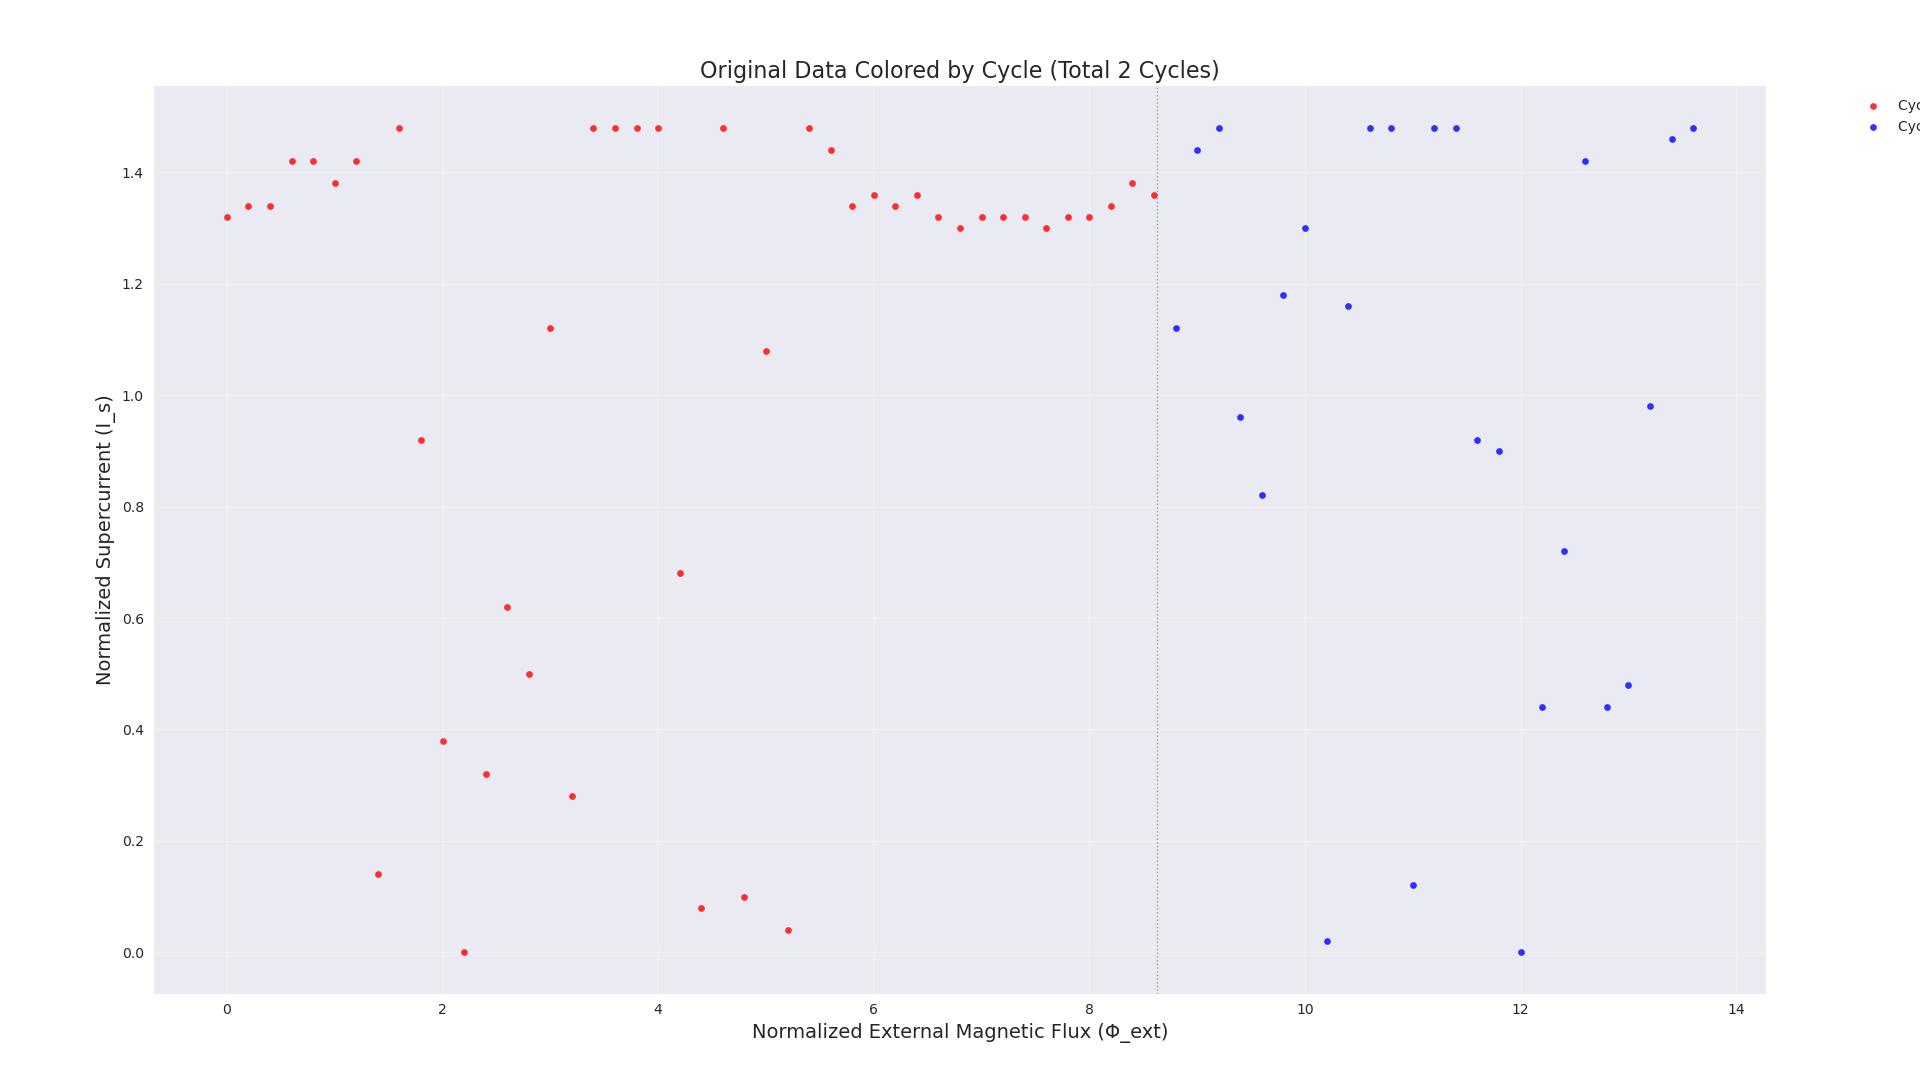 Original Data Colored by Cycle (Total 2 Cycles)
Cyc
Cyc
1.4
1.2
1.0
0.8
0.6
0.4
0.2
0.0
Normalized Supercurrent (I_s)
0 2 4 6 8 10 12 14
Normalized External Magnetic Flux (Φ_ext)